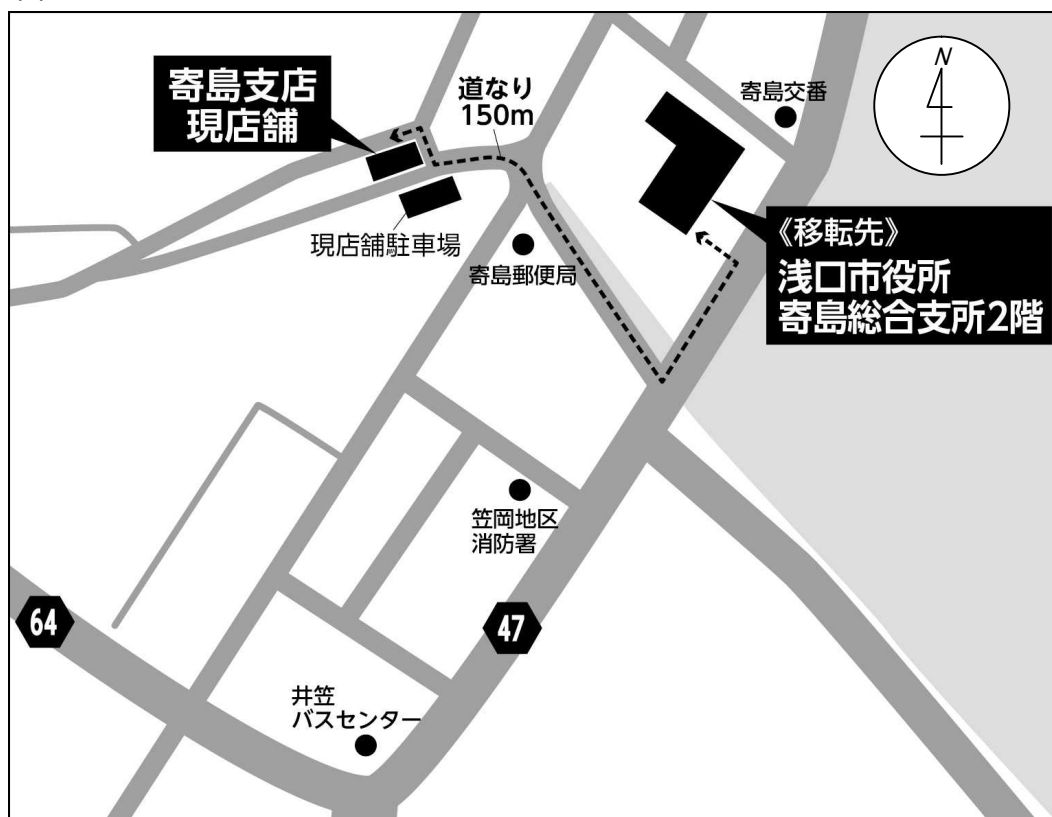 寄島支店
現店舗
道なり
150m
寄島交番
N
現店舗駐車場
寄島郵便局
《移転先》
浅口市役所
寄島総合支所2階
笠岡地区
消防署
64
47
井笠
バスセンター